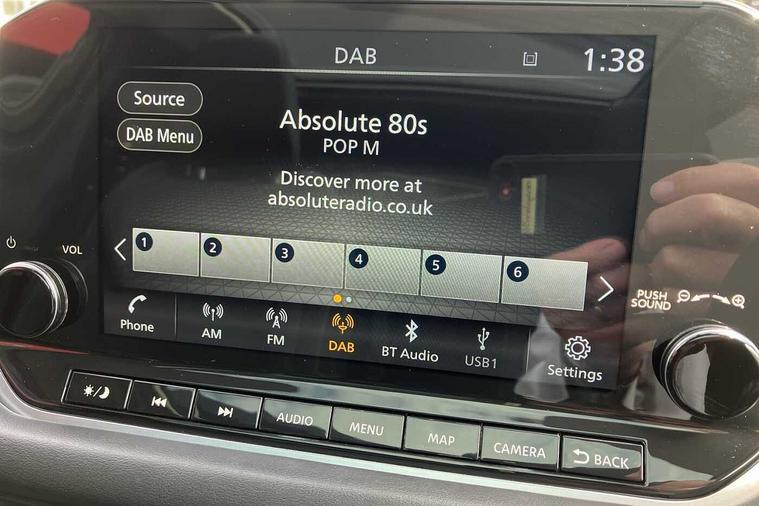 DAB
1:38
Source
DAB Menu
Absolute 80s
POP M
Discover more at
absoluteradio.co.uk
1 2 3 4 5 6
VOL
PUSH
SOUND
Phone
AM
FM
DAB
BT Audio
USB1
Settings
AUDIO
MENU
MAP
CAMERA
BACK